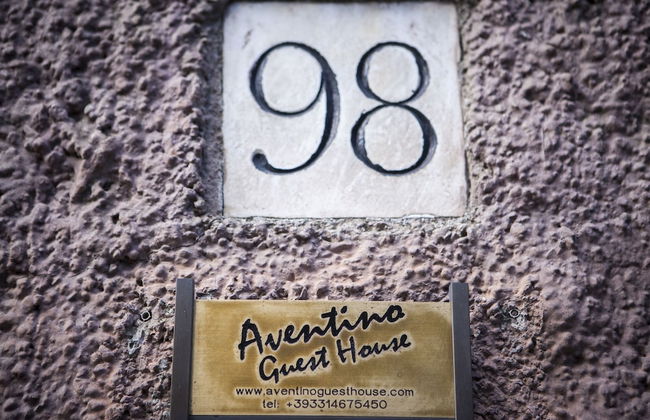 98
Aventino
Guest House
www.aventinoguesthouse.com
tel: +393314675450